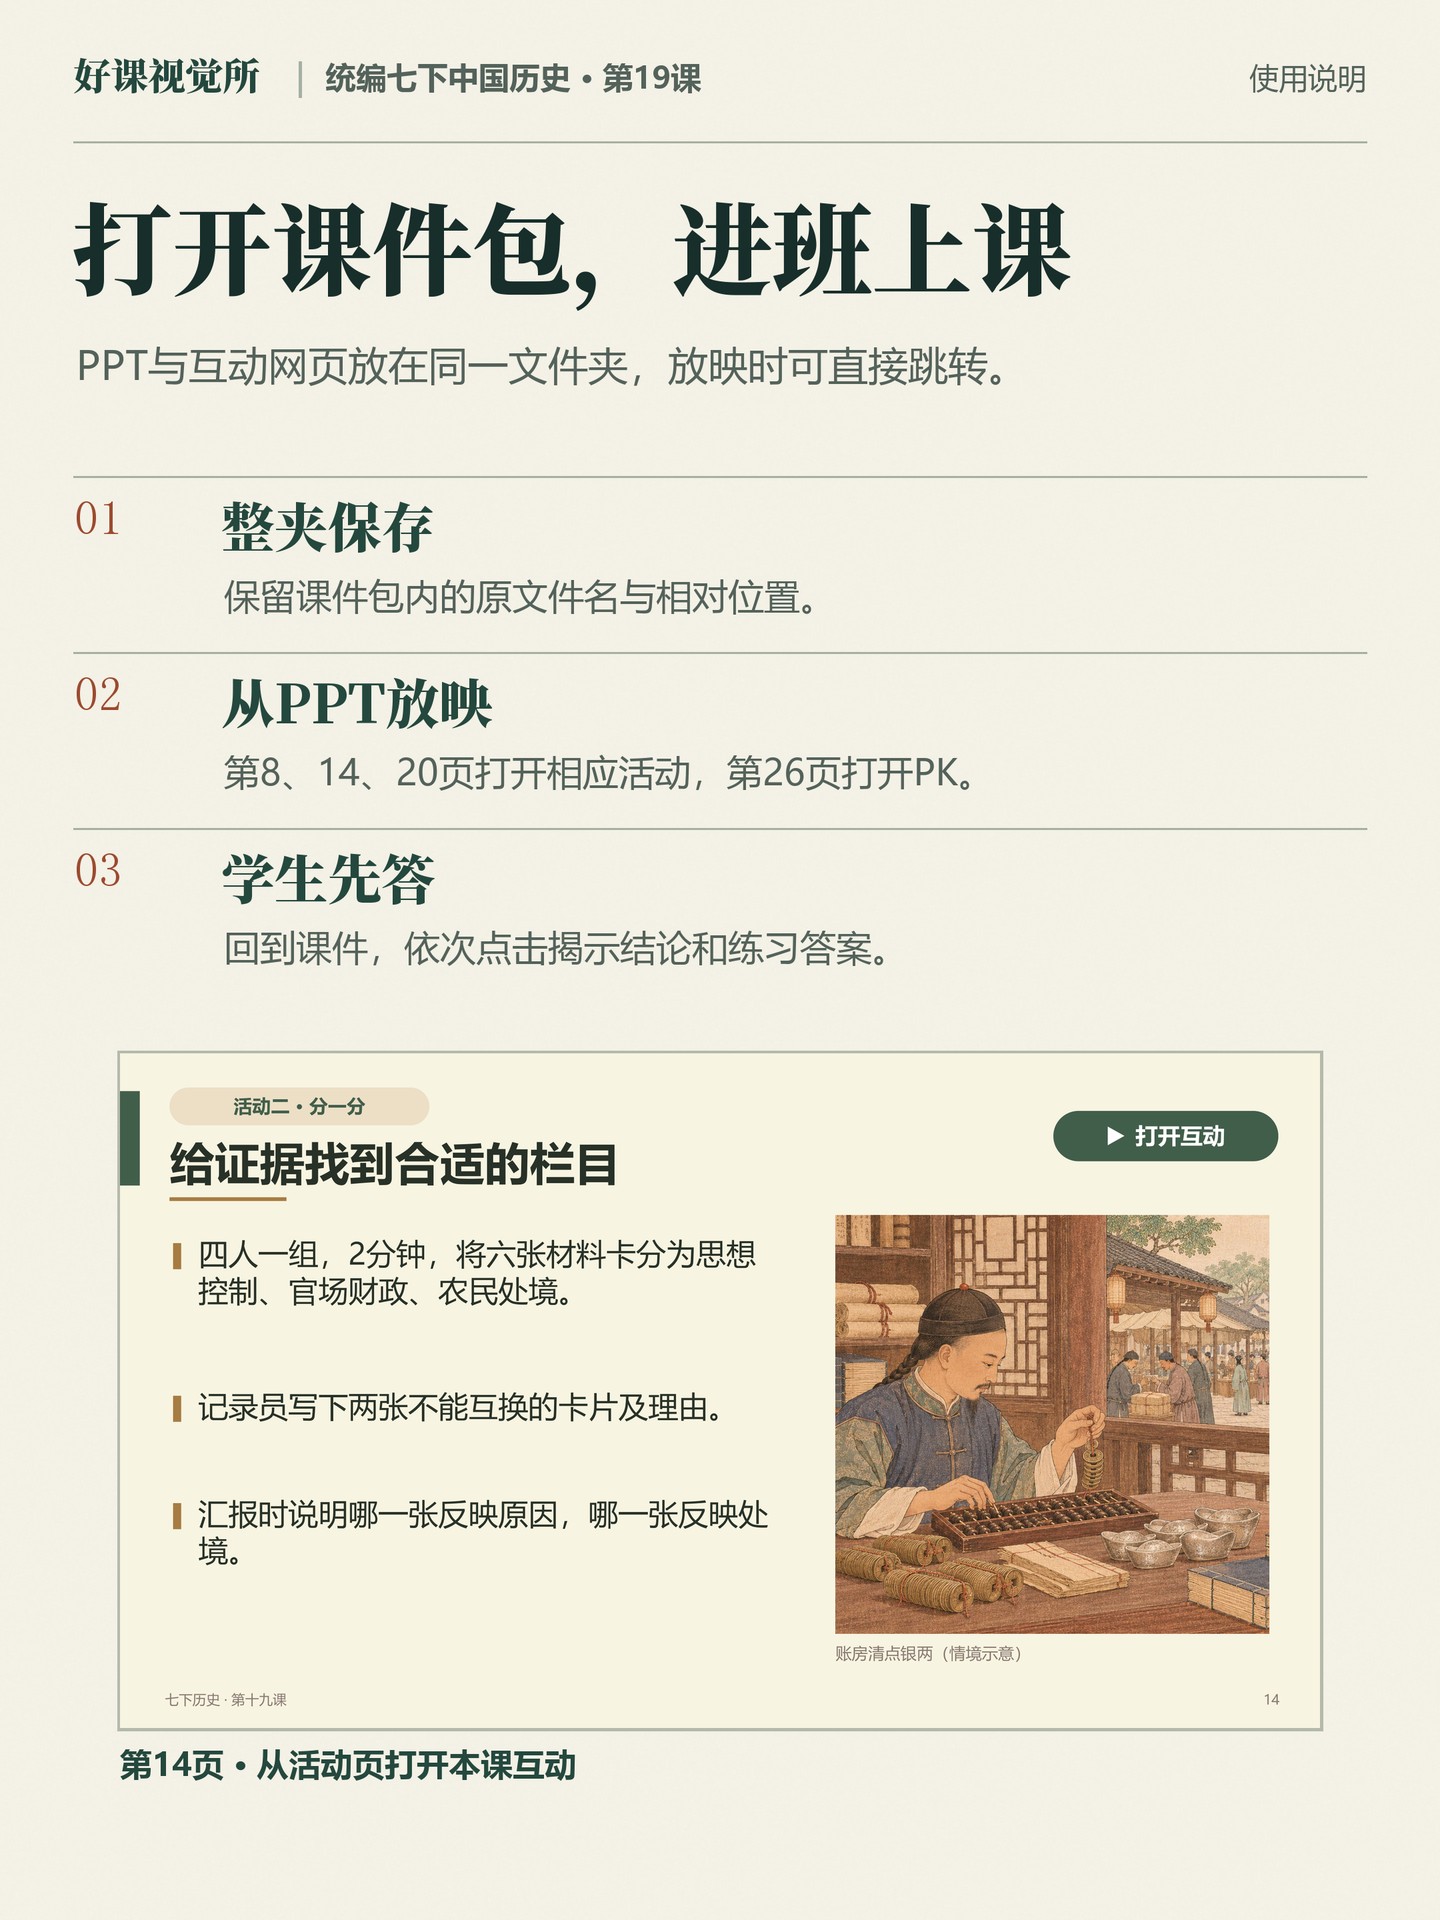 好课视觉所 | 统编七下中国历史·第19课
使用说明
打开课件包，进班上课
PPT与互动网页放在同一文件夹，放映时可直接跳转。
01 整夹保存
保留课件包内的原文件名与相对位置。
02 从PPT放映
第8、14、20页打开相应活动，第26页打开PK。
03 学生先答
回到课件，依次点击揭示结论和练习答案。
活动二·分一分
▶ 打开互动
给证据找到合适的栏目
四人一组，2分钟，将六张材料卡分为思想
控制、官场财政、农民处境。
记录员写下两张不能互换的卡片及理由。
汇报时说明哪一张反映原因，哪一张反映处
境。
账房清点银两（情境示意）
七下历史·第十九课
14
第14页·从活动页打开本课互动